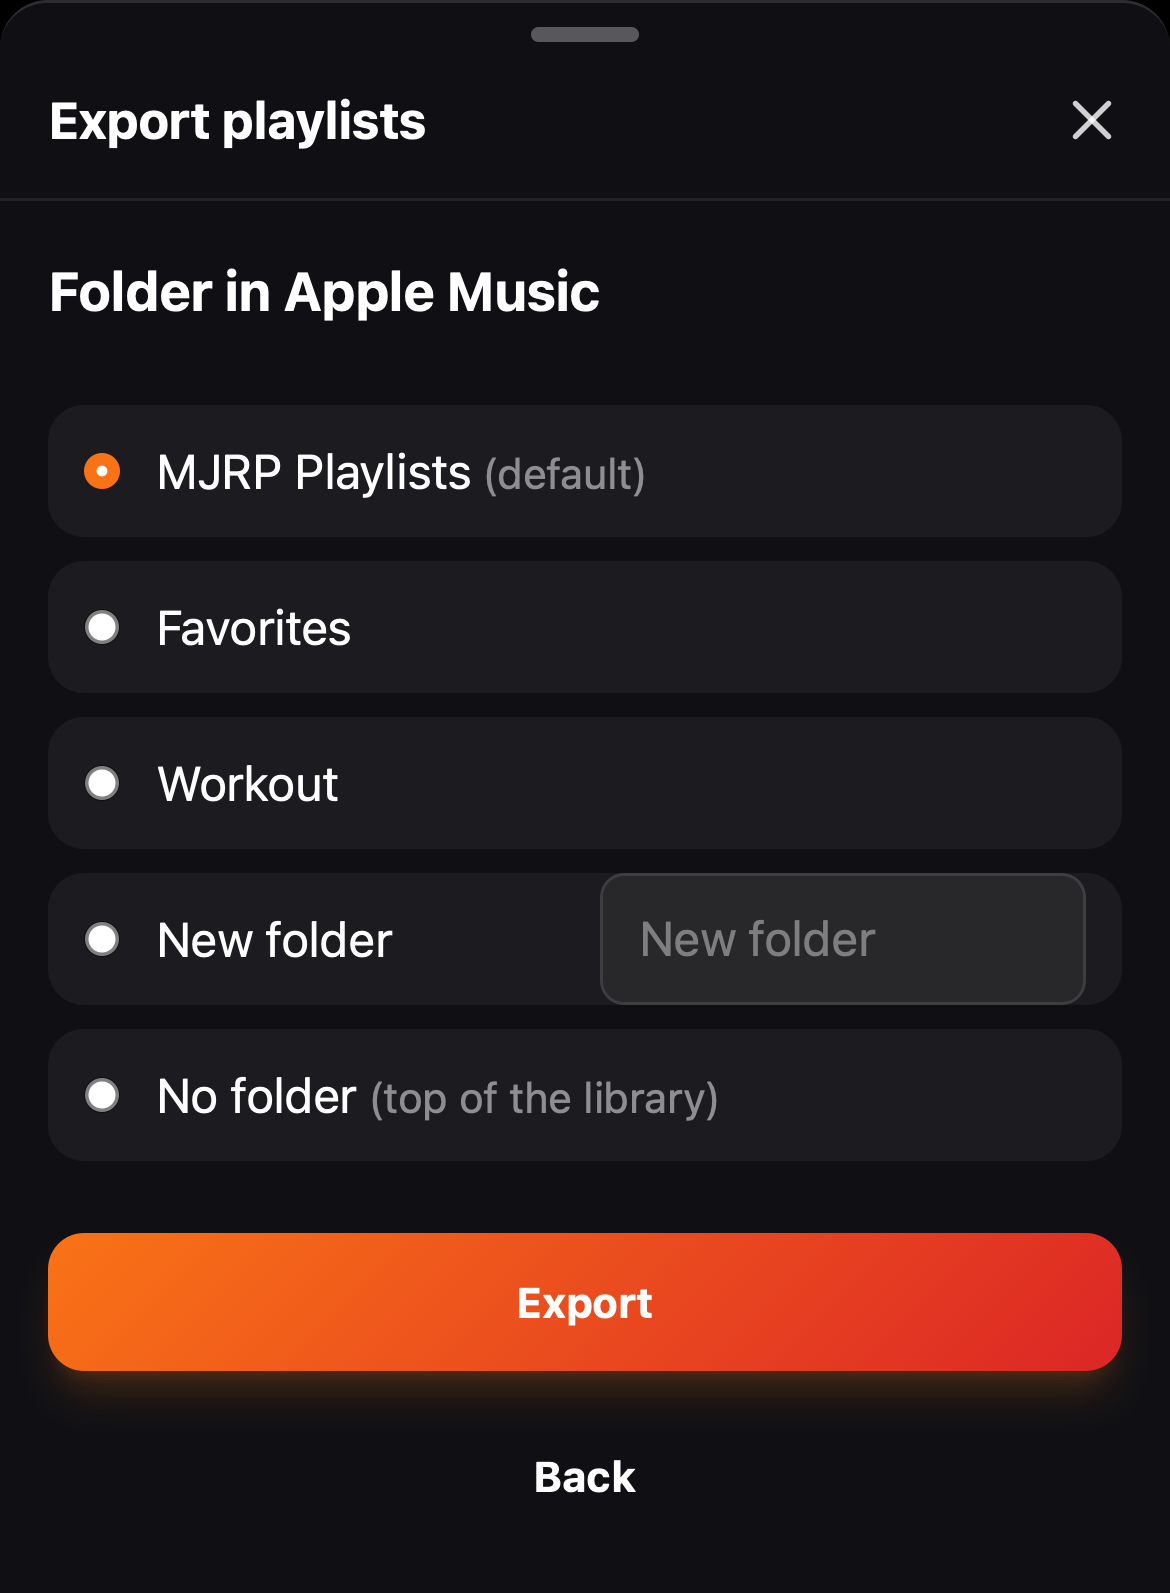 Export playlists
Folder in Apple Music
MJRP Playlists (default)
Favorites
Workout
New folder New folder
No folder (top of the library)
Export
Back